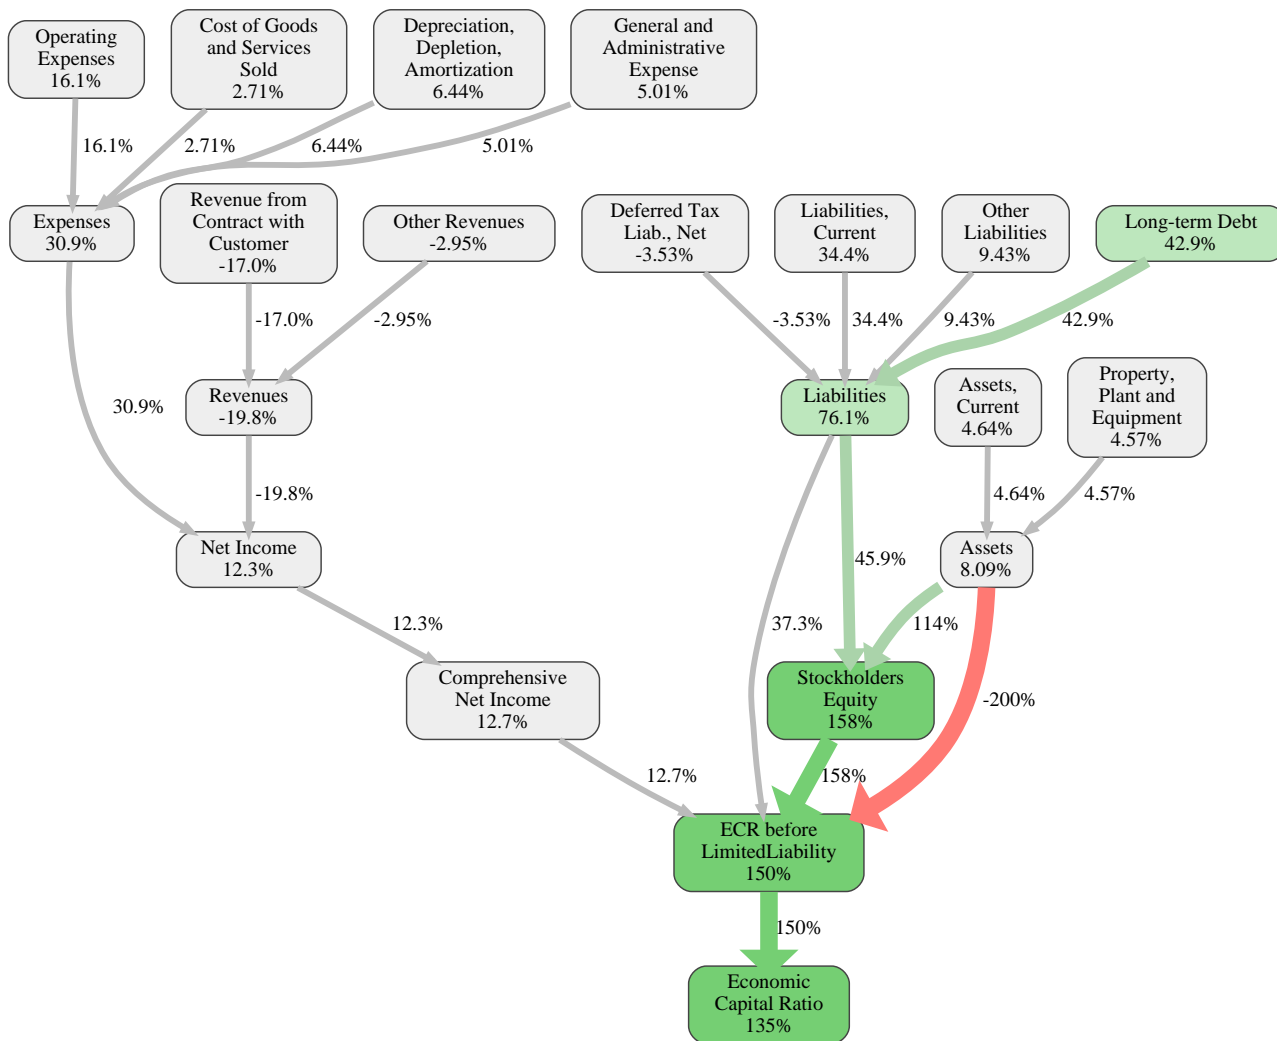 Operating
Expenses
16.1%
Cost of Goods
and Services
Sold
2.71%
Depreciation,
Depletion,
Amortization
6.44%
General and
Administrative
Expense
5.01%
16.1%
2.71%
6.44%
5.01%
Expenses
30.9%
Revenue from
Contract with
Customer
-17.0%
Other Revenues
-2.95%
Deferred Tax
Liab., Net
-3.53%
Liabilities,
Current
34.4%
Other
Liabilities
9.43%
Long-term Debt
42.9%
-17.0%
-2.95%
-3.53%
34.4%
9.43%
42.9%
30.9%
Revenues
-19.8%
Liabilities
76.1%
Assets,
Current
4.64%
Property,
Plant and
Equipment
4.57%
-19.8%
4.64%
4.57%
Net Income
12.3%
45.9%
Assets
8.09%
12.3%
37.3%
114%
Comprehensive
Net Income
12.7%
Stockholders
Equity
158%
-200%
12.7%
158%
ECR before
LimitedLiability
150%
150%
Economic
Capital Ratio
135%